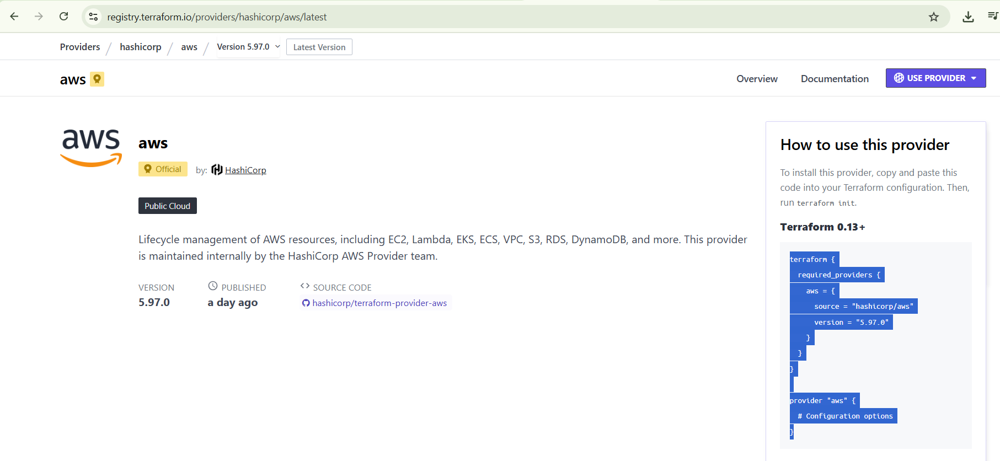 registry.terraform.io/providers/hashicorp/aws/latest
Providers / hashicorp / aws / Version 5.97.0 Latest Version
aws Overview Documentation USE PROVIDER
aws
aws
Official by: HashiCorp
Public Cloud
Lifecycle management of AWS resources, including EC2, Lambda, EKS, ECS, VPC, S3, RDS, DynamoDB, and more. This provider
is maintained internally by the HashiCorp AWS Provider team.
VERSION PUBLISHED SOURCE CODE
5.97.0 a day ago hashicorp/terraform-provider-aws
How to use this provider
To install this provider, copy and paste this
code into your Terraform configuration. Then,
run terraform init.
Terraform 0.13+
terraform {
  required_providers {
    aws = {
      source = "hashicorp/aws"
      version = "5.97.0"
    }
  }
}

provider "aws" {
  # Configuration options
}